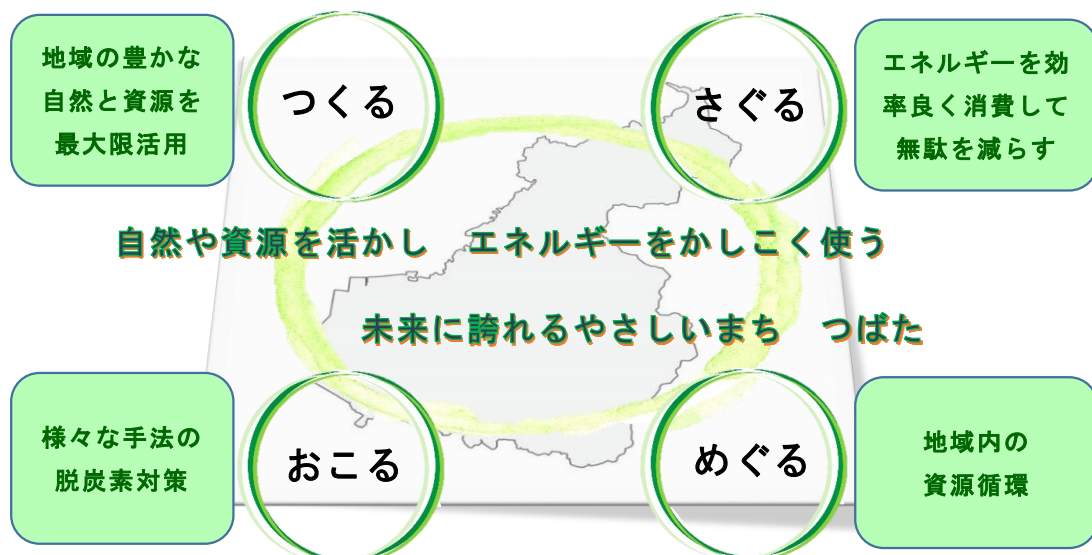 地域の豊かな
自然と資源を
最大限活用
つくる
さぐる
エネルギーを効
率良く消費して
無駄を減らす
自然や資源を活かし　エネルギーをかしこく使う
未来に誇れるやさしいまち　つばた
様々な手法の
脱炭素対策
おこる
めぐる
地域内の
資源循環